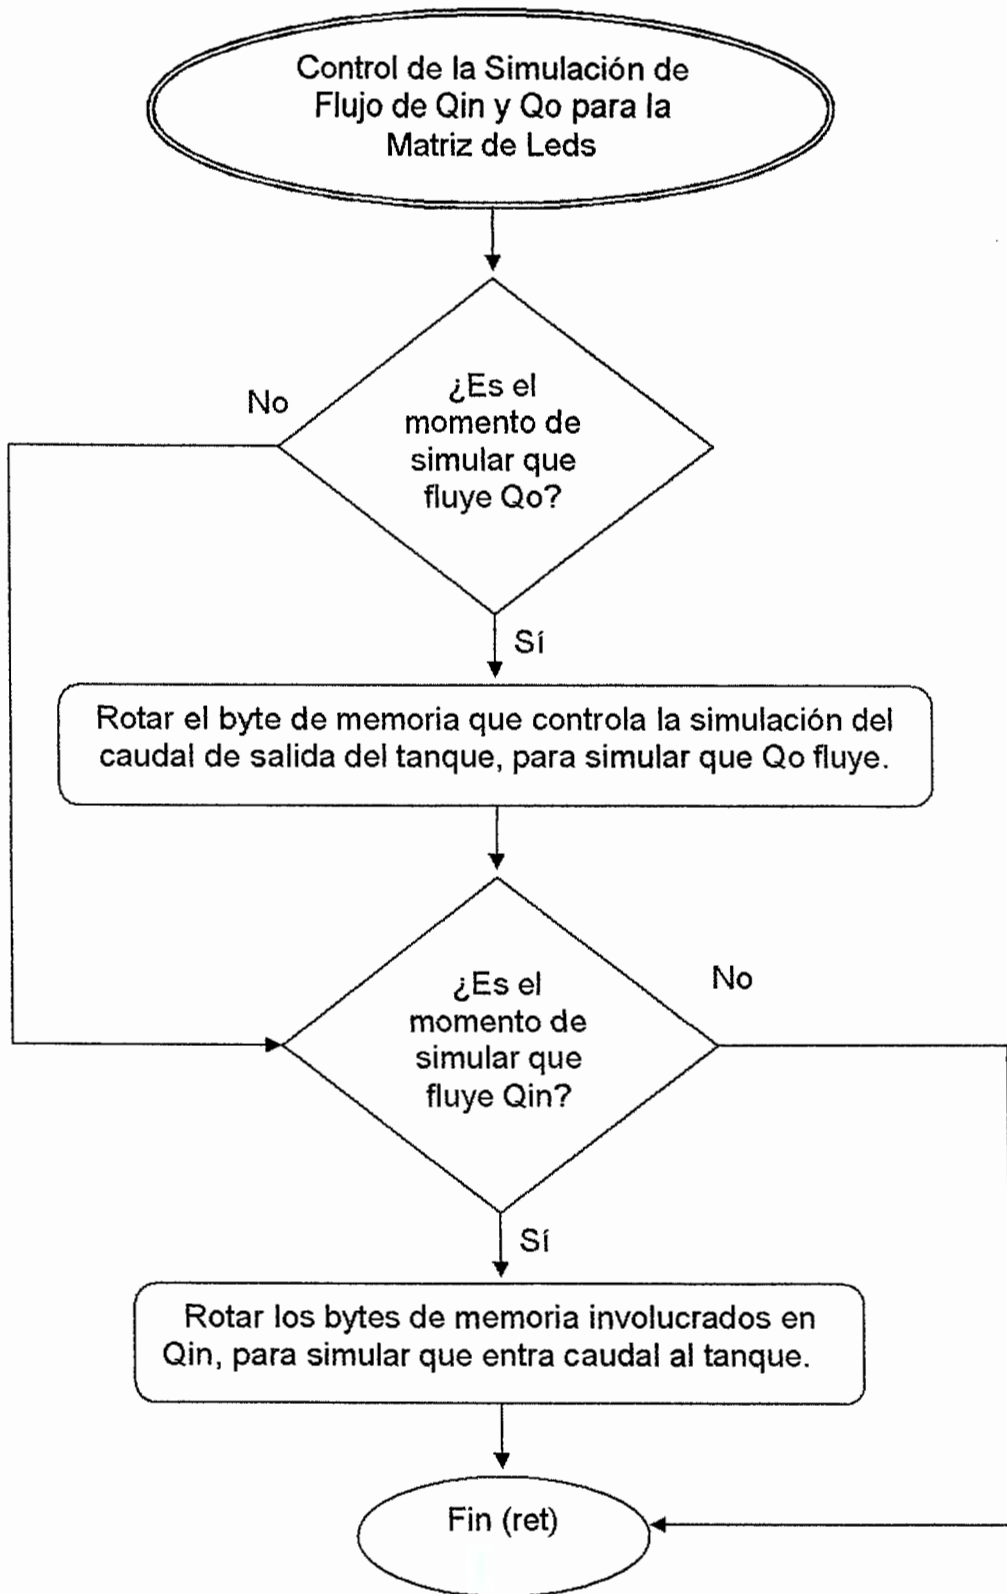 Control de la Simulación de
Flujo de Qin y Qo para la
Matriz de Leds
No
¿Es el
momento de
simular que
fluye Qo?
Sí
Rotar el byte de memoria que controla la simulación del
caudal de salida del tanque, para simular que Qo fluye.
¿Es el
momento de
simular que
fluye Qin?
No
Sí
Rotar los bytes de memoria involucrados en
Qin, para simular que entra caudal al tanque.
Fin (ret)